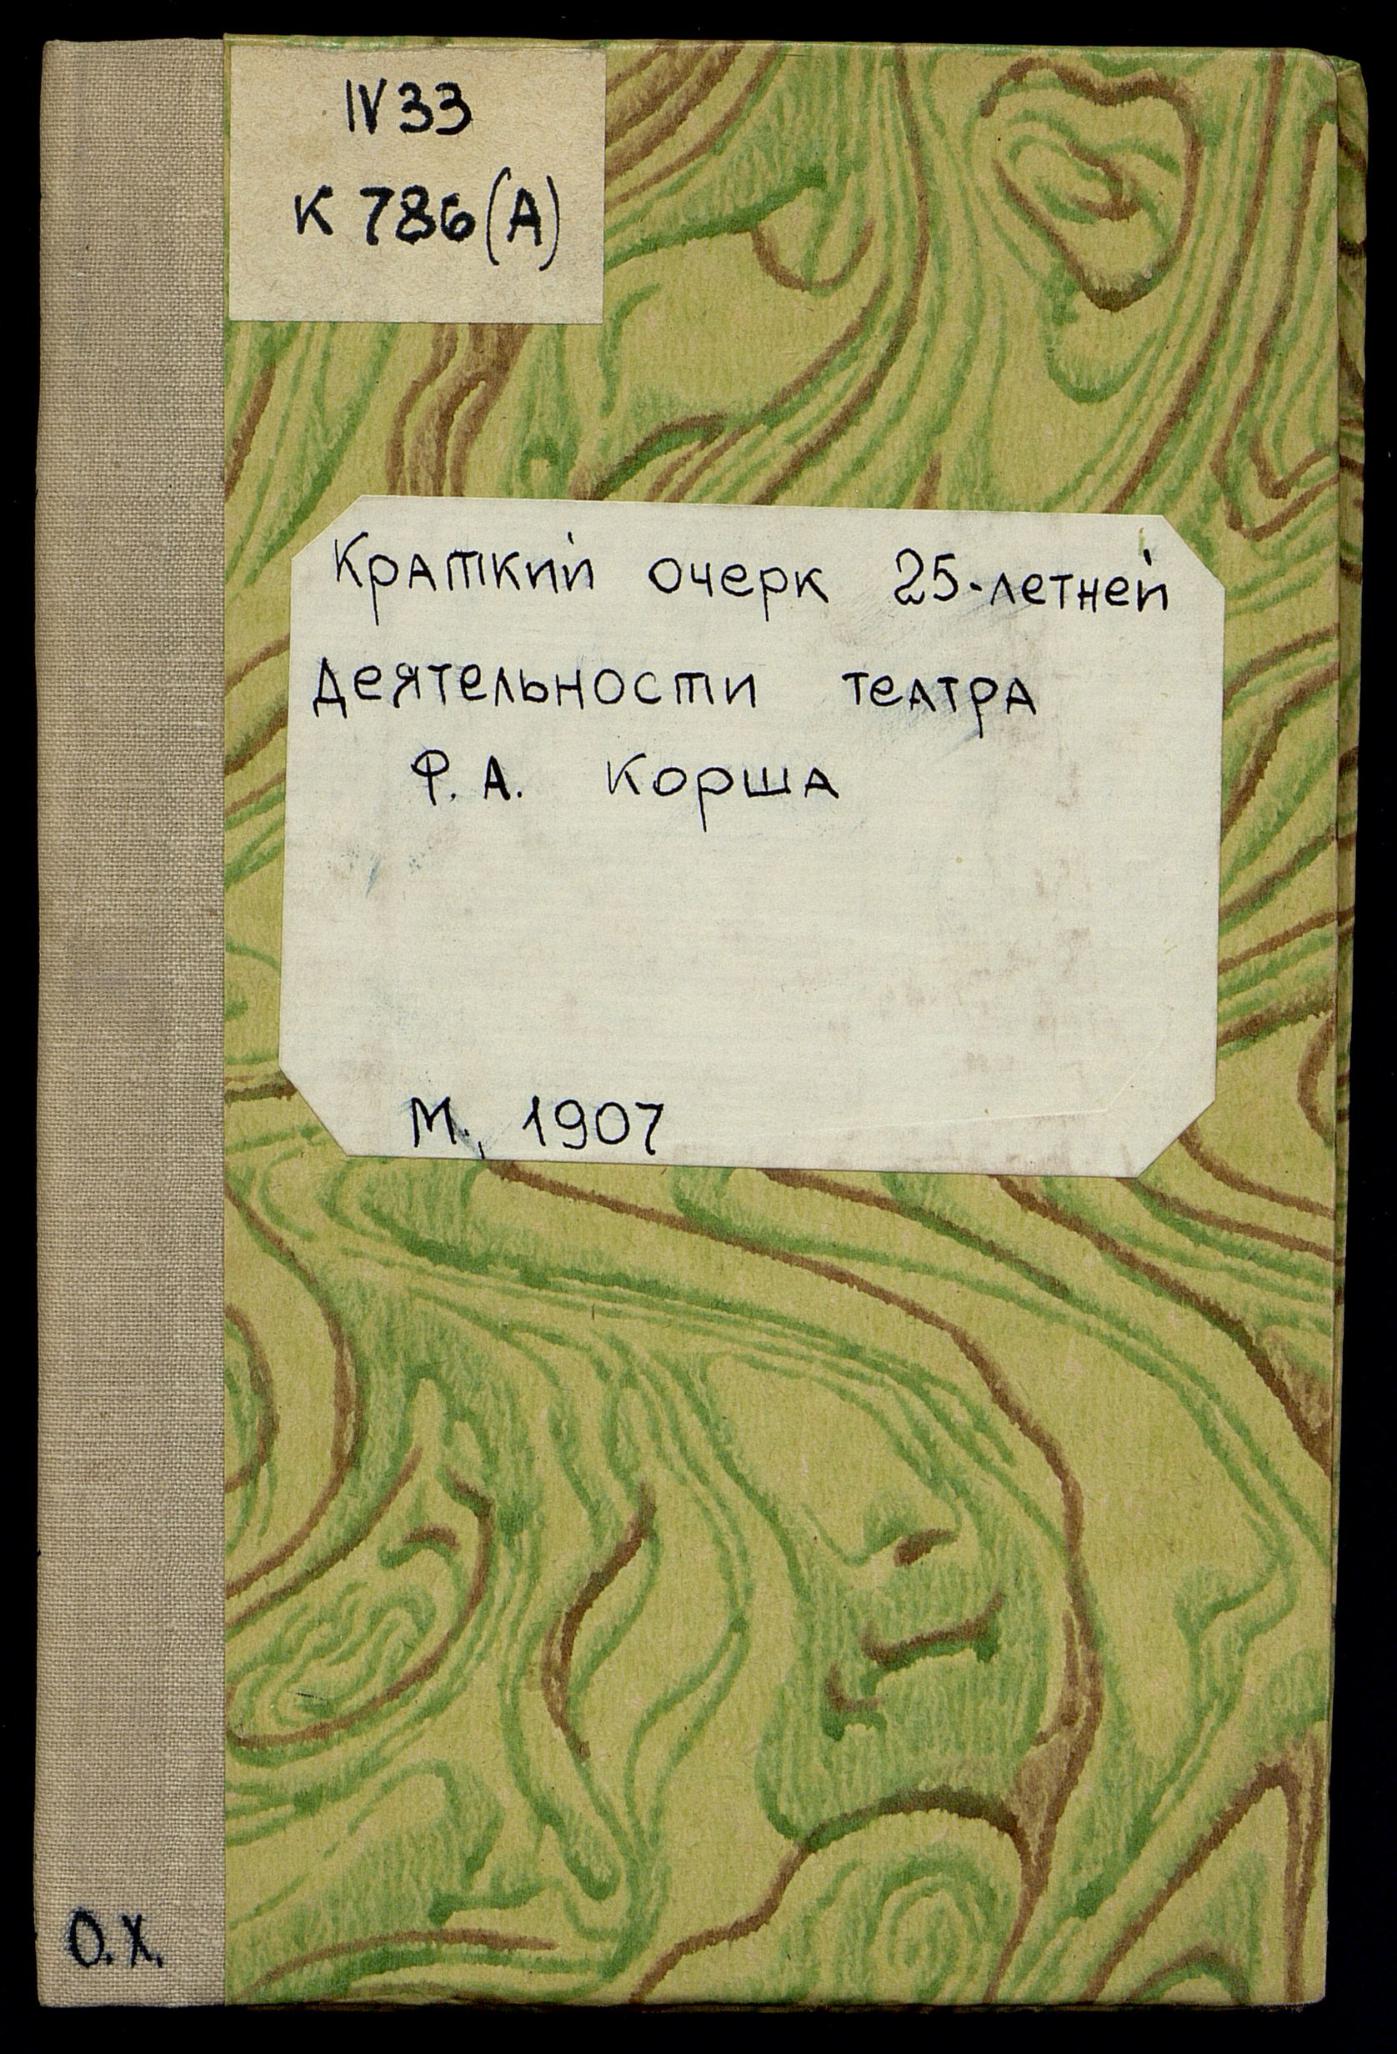 IV 33
К 786(А)
Краткий очерк 25-летней
деятельности театра
Ф. А. Корша
М., 1907
О.Х.